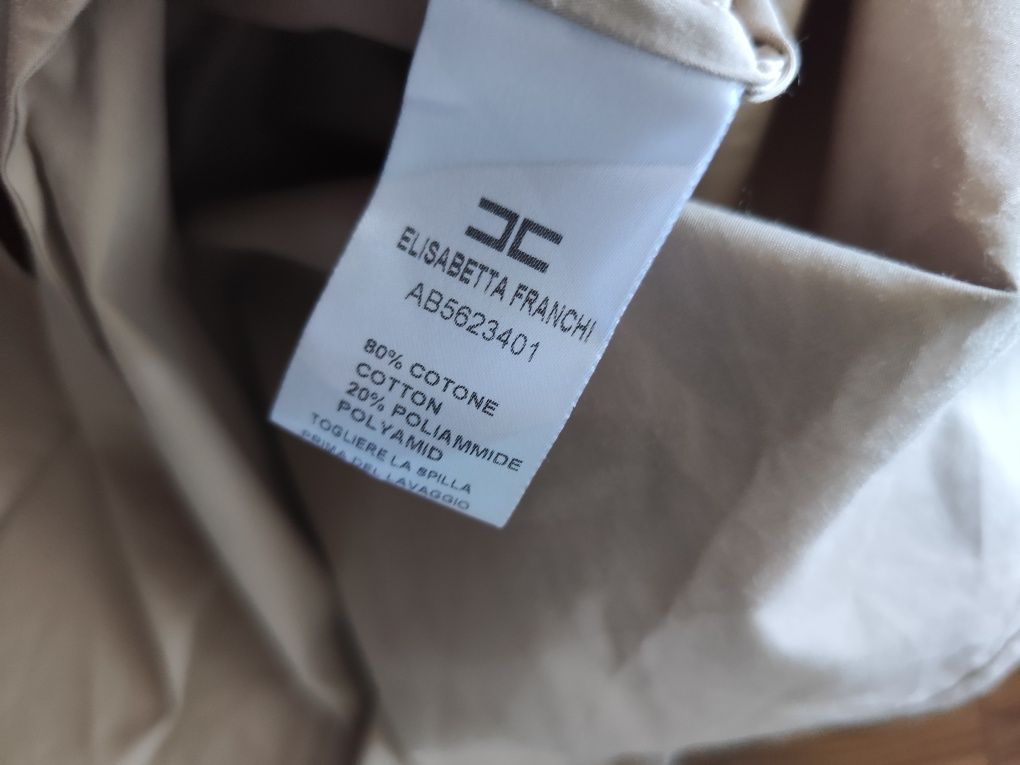 ELISABETTA FRANCHI
AB5623401
80% COTONE
COTTON
20% POLIAMMIDE
POLYAMID
TOGLIERE LA SPILLA
PRIMA DEL LAVAGGIO